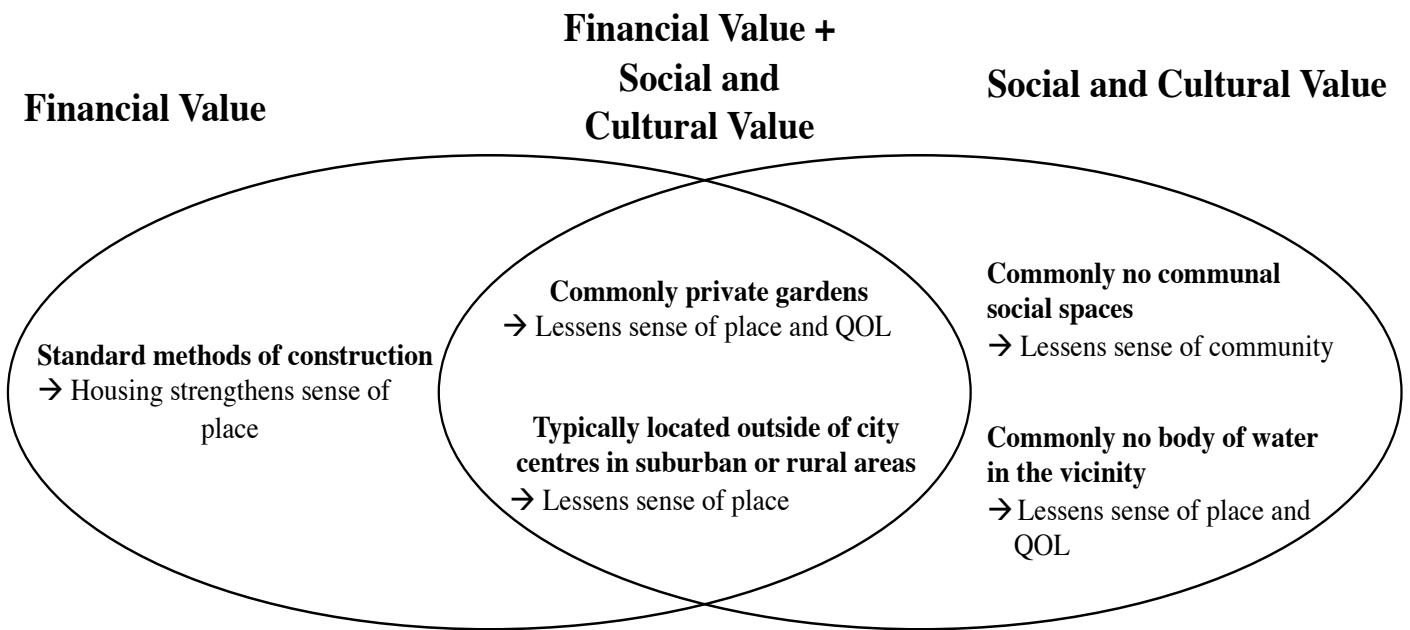 Financial Value
Financial Value +
Social and
Cultural Value
Social and Cultural Value
Standard methods of construction
→ Housing strengthens sense of
place
Commonly private gardens
→ Lessens sense of place and QOL
Typically located outside of city
centres in suburban or rural areas
→ Lessens sense of place
Commonly no communal
social spaces
→ Lessens sense of community
Commonly no body of water
in the vicinity
→ Lessens sense of place and
QOL